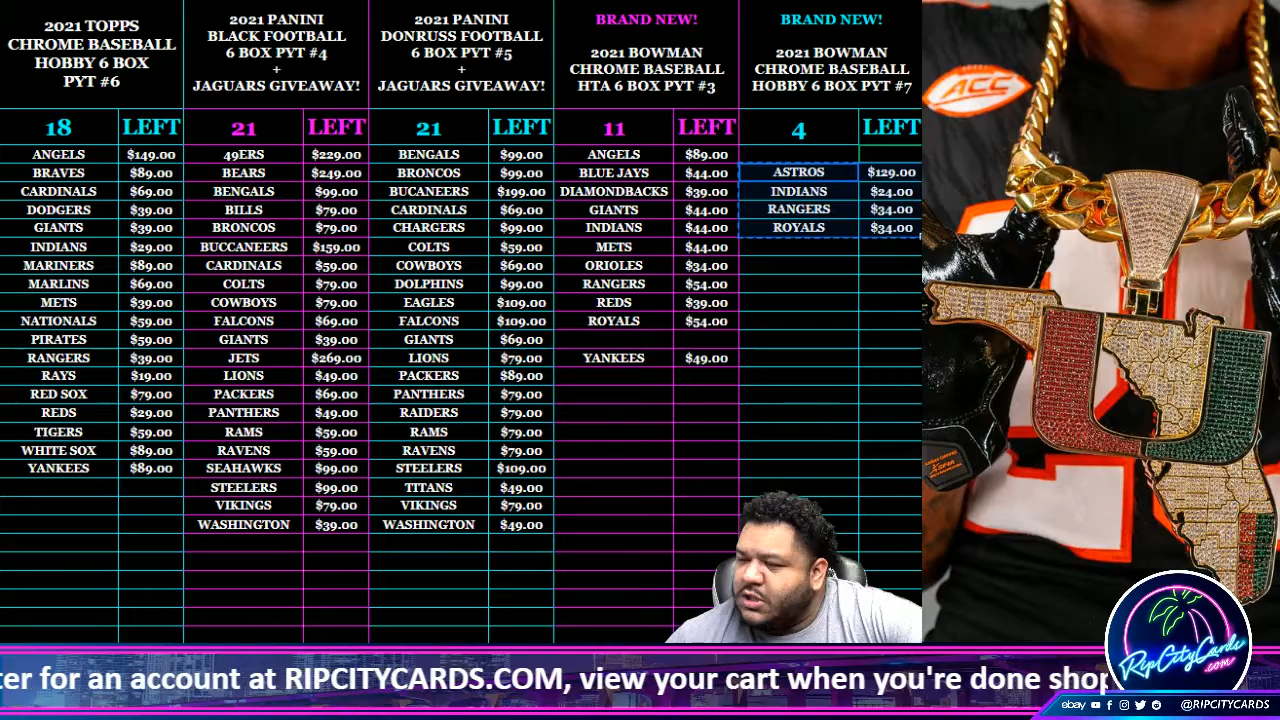 2021 TOPPS
CHROME BASEBALL
HOBBY 6 BOX
PYT #6
18 LEFT
ANGELS $149.00
BRAVES $89.00
CARDINALS $69.00
DODGERS $39.00
GIANTS $39.00
INDIANS $29.00
MARINERS $89.00
MARLINS $69.00
METS $39.00
NATIONALS $59.00
PIRATES $59.00
RANGERS $39.00
RAYS $19.00
RED SOX $79.00
REDS $29.00
TIGERS $59.00
WHITE SOX $89.00
YANKEES $89.00
2021 PANINI
BLACK FOOTBALL
6 BOX PYT #4
+
JAGUARS GIVEAWAY!
21 LEFT
49ERS $229.00
BEARS $249.00
BENGALS $99.00
BILLS $79.00
BRONCOS $79.00
BUCCANEERS $159.00
CARDINALS $59.00
COLTS $79.00
COWBOYS $79.00
FALCONS $69.00
GIANTS $39.00
JETS $269.00
LIONS $49.00
PACKERS $69.00
PANTHERS $49.00
RAMS $59.00
RAVENS $59.00
SEAHAWKS $99.00
STEELERS $99.00
VIKINGS $79.00
WASHINGTON $39.00
2021 PANINI
DONRUSS FOOTBALL
6 BOX PYT #5
+
JAGUARS GIVEAWAY!
21 LEFT
BENGALS $99.00
BRONCOS $99.00
BUCANEERS $199.00
CARDINALS $69.00
CHARGERS $99.00
COLTS $59.00
COWBOYS $69.00
DOLPHINS $99.00
EAGLES $109.00
FALCONS $109.00
GIANTS $69.00
LIONS $79.00
PACKERS $89.00
PANTHERS $79.00
RAIDERS $79.00
RAMS $79.00
RAVENS $79.00
STEELERS $109.00
TITANS $49.00
VIKINGS $79.00
WASHINGTON $49.00
BRAND NEW!
2021 BOWMAN
CHROME BASEBALL
HTA 6 BOX PYT #3
11 LEFT
ANGELS $89.00
BLUE JAYS $44.00
DIAMONDBACKS $39.00
GIANTS $44.00
INDIANS $44.00
METS $44.00
ORIOLES $34.00
RANGERS $54.00
REDS $39.00
ROYALS $54.00
YANKEES $49.00
BRAND NEW!
2021 BOWMAN
CHROME BASEBALL
HOBBY 6 BOX PYT #7
4 LEFT
ASTROS $129.00
INDIANS $24.00
RANGERS $34.00
ROYALS $34.00
ACC
ter for an account at RIPCITYCARDS.COM, view your cart when you're done shop
RipCityCards
.com
ebay @RIPCITYCARDS